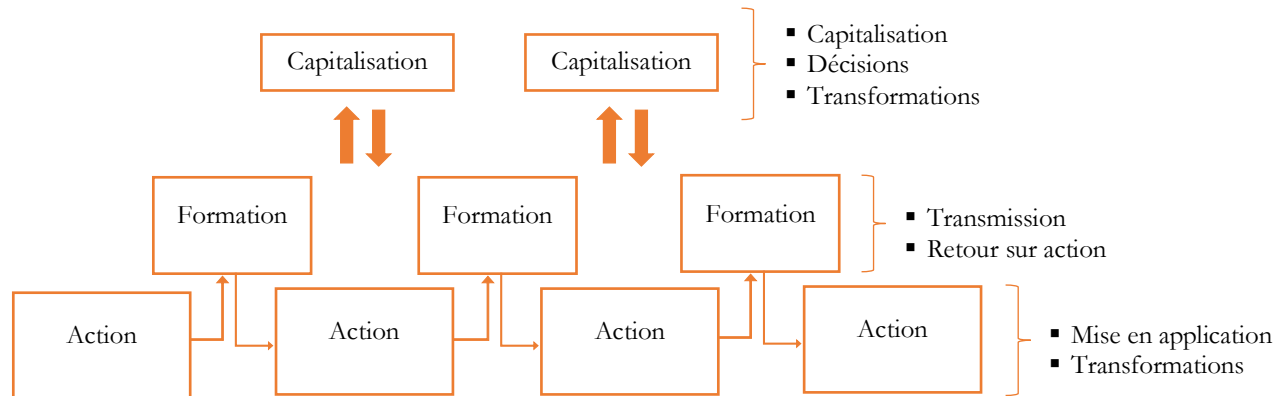 Capitalisation
Capitalisation
▪ Capitalisation
▪ Décisions
▪ Transformations
Formation
Formation
Formation
▪ Transmission
▪ Retour sur action
Action
Action
Action
Action
▪ Mise en application
▪ Transformations